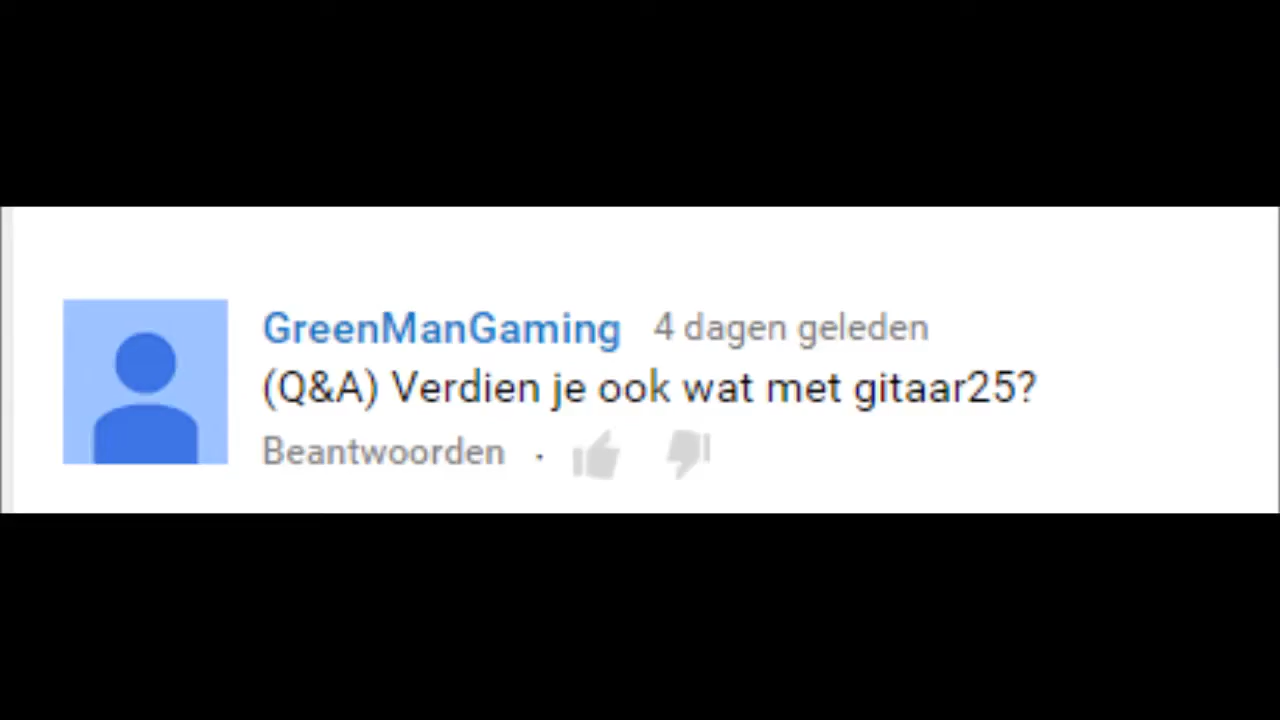 GreenManGaming 4 dagen geleden
(Q&A) Verdien je ook wat met gitaar25?
Beantwoorden ·